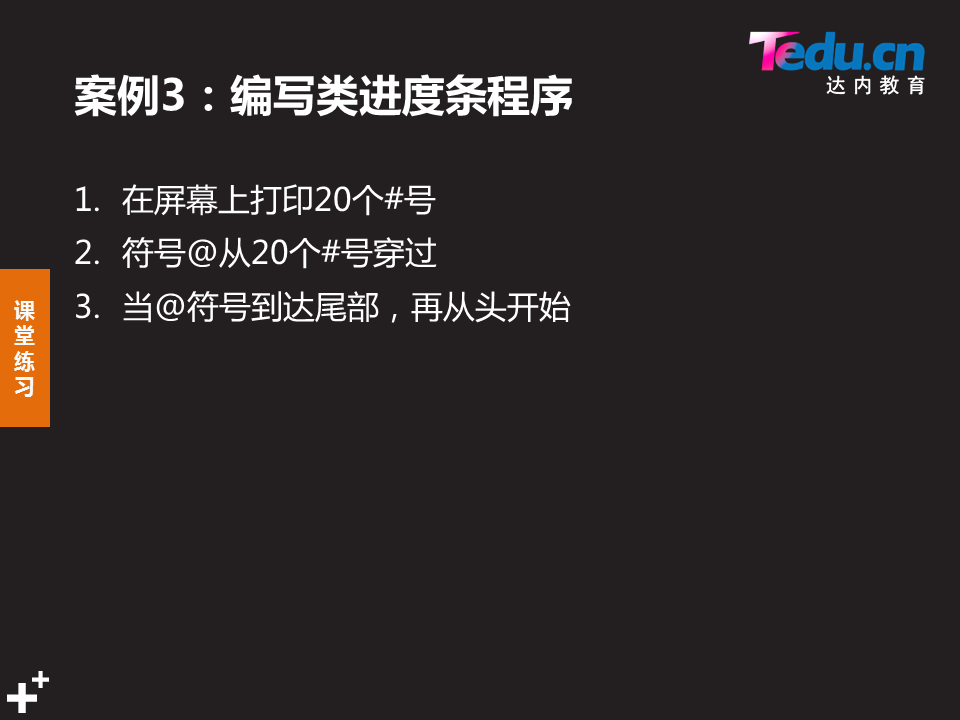 Tedu.cn
达内教育
案例3：编写类进度条程序
1. 在屏幕上打印20个#号
2. 符号@从20个#号穿过
3. 当@符号到达尾部，再从头开始
课
堂
练
习